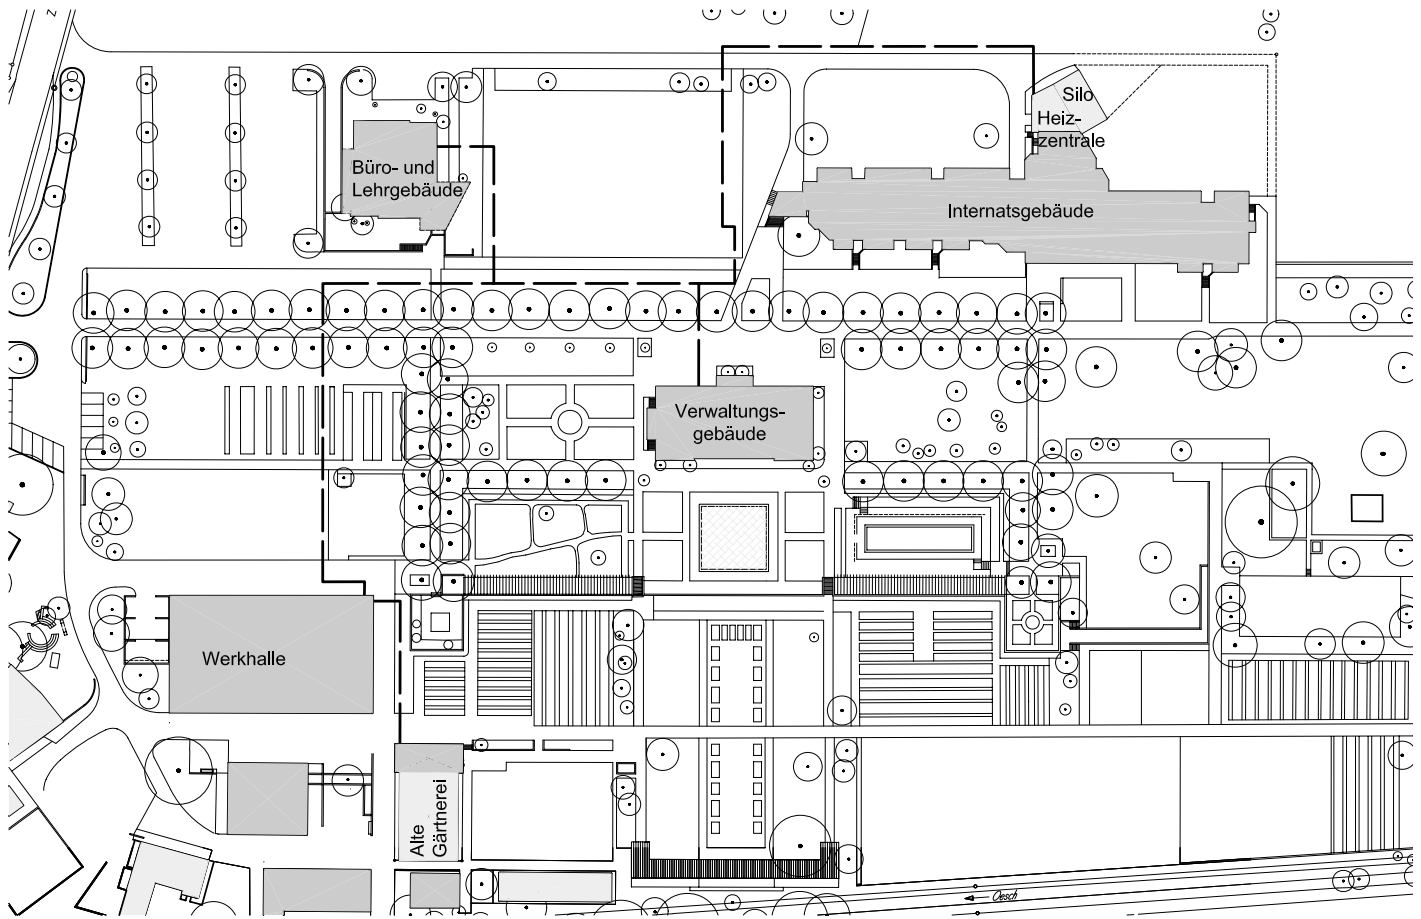 N
Silo
Heiz-
zentrale
Büro- und
Lehrgebäude
Internatsgebäude
Verwaltungs-
gebäude
Werkhalle
Alte
Gärtnerei
Oesch